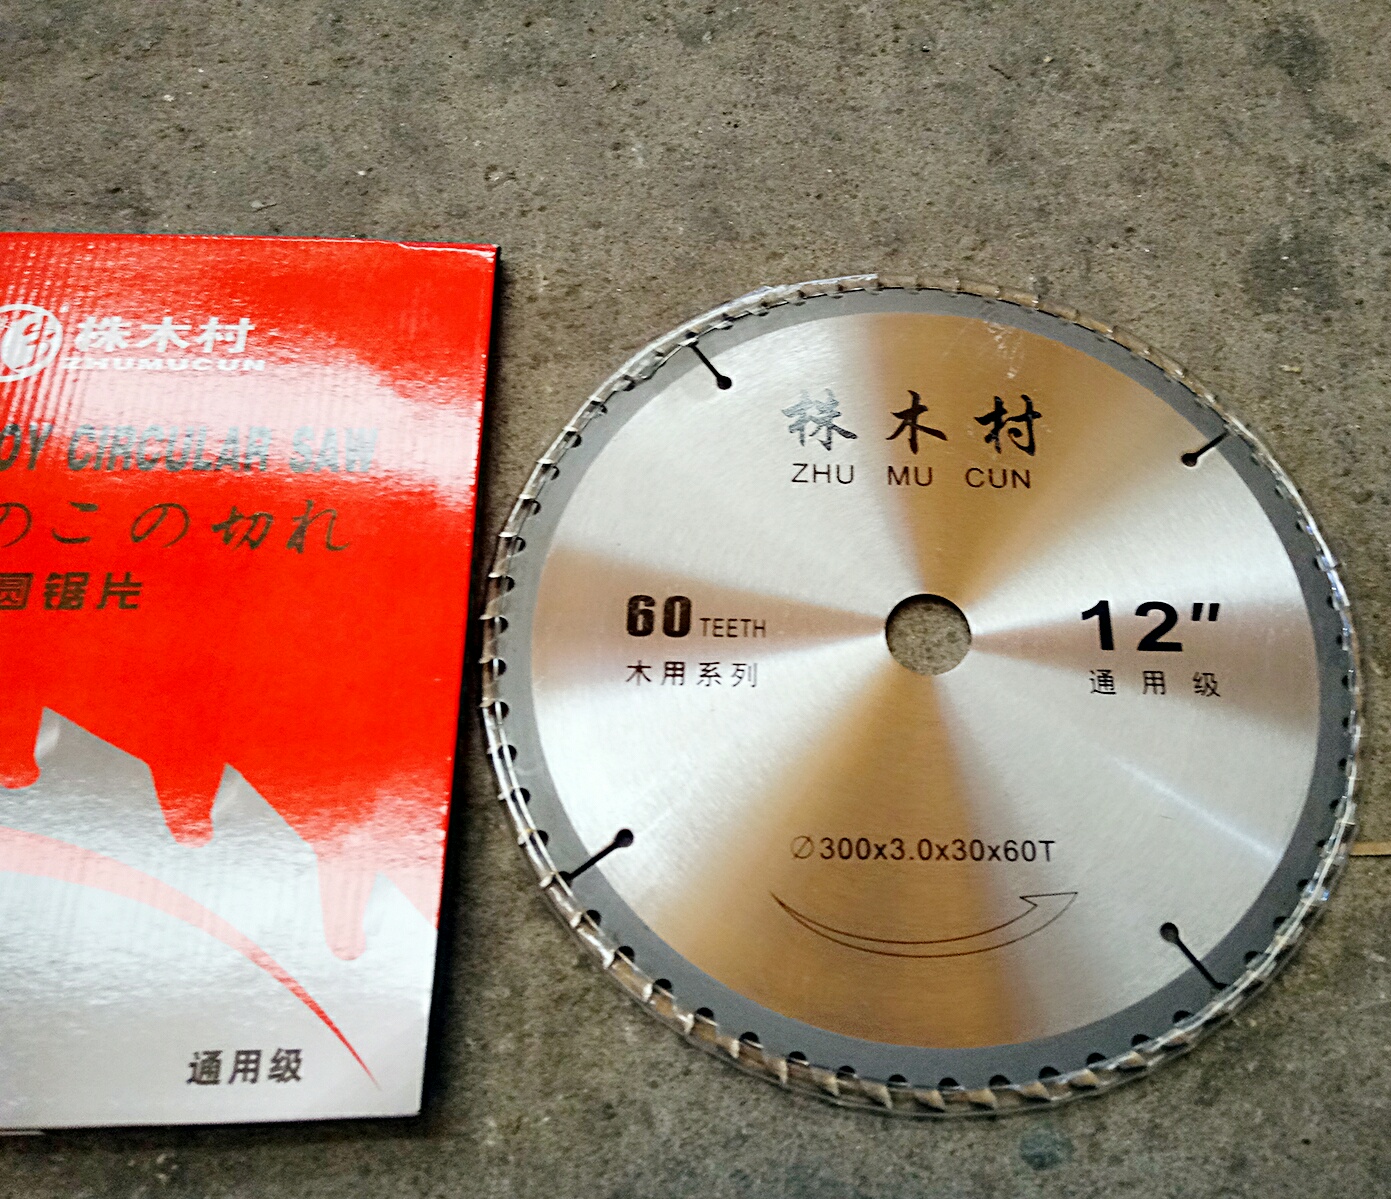 株木村
ZHUMUCUN
OY CIRCULAR SAW
のこの切れ
圆锯片
通用级
株木村
ZHU MU CUN
60 TEETH
木用系列
12"
通用级
∅300x3.0x30x60T